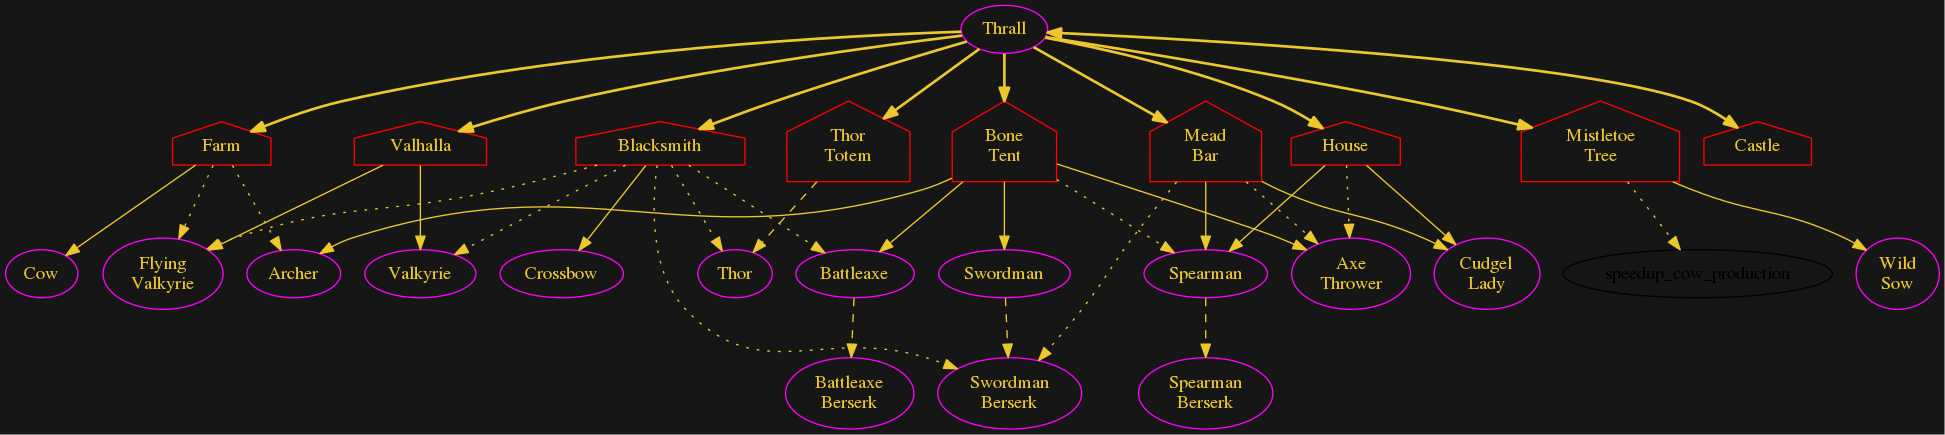 Thrall
Farm
Valhalla
Blacksmith
Thor
Totem
Bone
Tent
Mead
Bar
House
Mistletoe
Tree
Castle
Cow
Flying
Valkyrie
Archer
Valkyrie
Crossbow
Thor
Battleaxe
Swordman
Spearman
Axe
Thrower
Cudgel
Lady
speedup_cow_production
Wild
Sow
Battleaxe
Berserk
Swordman
Berserk
Spearman
Berserk